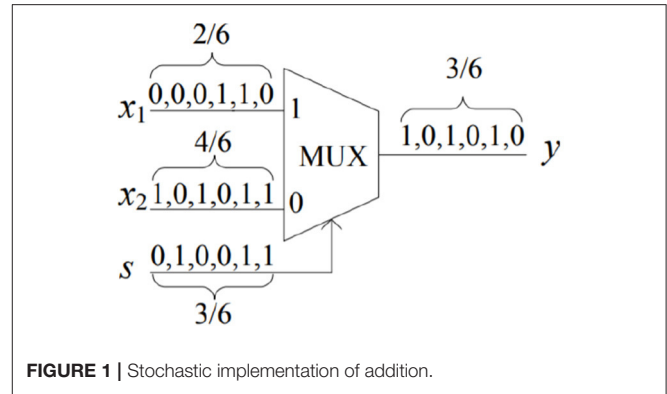 2/6
x1 0,0,0,1,1,0
1
4/6
x2 1,0,1,0,1,1
0
MUX
s 0,1,0,0,1,1
3/6
3/6
1,0,1,0,1,0 y
FIGURE 1 | Stochastic implementation of addition.